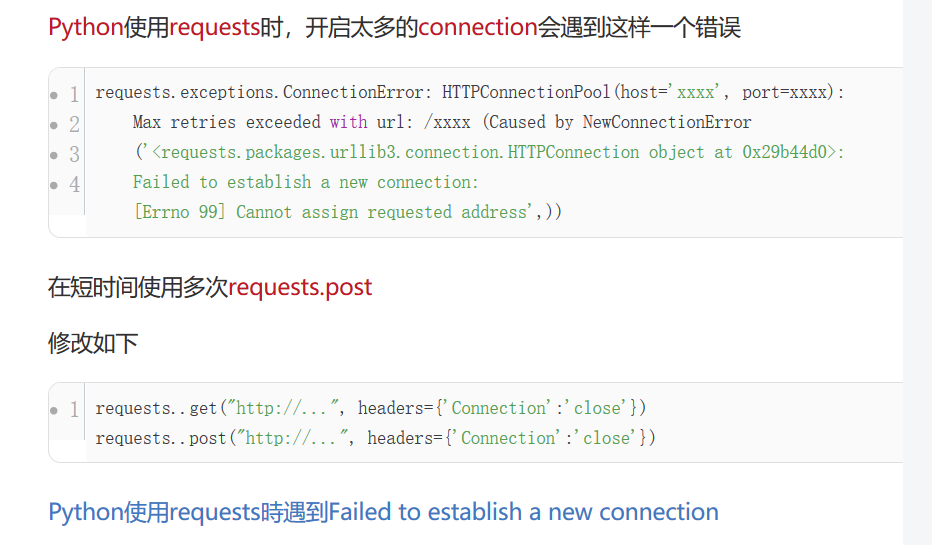 Python使用requests时，开启太多的connection会遇到这样一个错误
1 requests.exceptions.ConnectionError: HTTPConnectionPool(host='xxxx', port=xxxx):
2 Max retries exceeded with url: /xxxx (Caused by NewConnectionError
3 ('<requests.packages.urllib3.connection.HTTPConnection object at 0x29b44d0>:
4 Failed to establish a new connection:
[Errno 99] Cannot assign requested address',))
在短时间使用多次requests.post
修改如下
1 requests..get("http://...", headers={'Connection':'close'})
requests..post("http://...", headers={'Connection':'close'})
Python使用requests時遇到Failed to establish a new connection